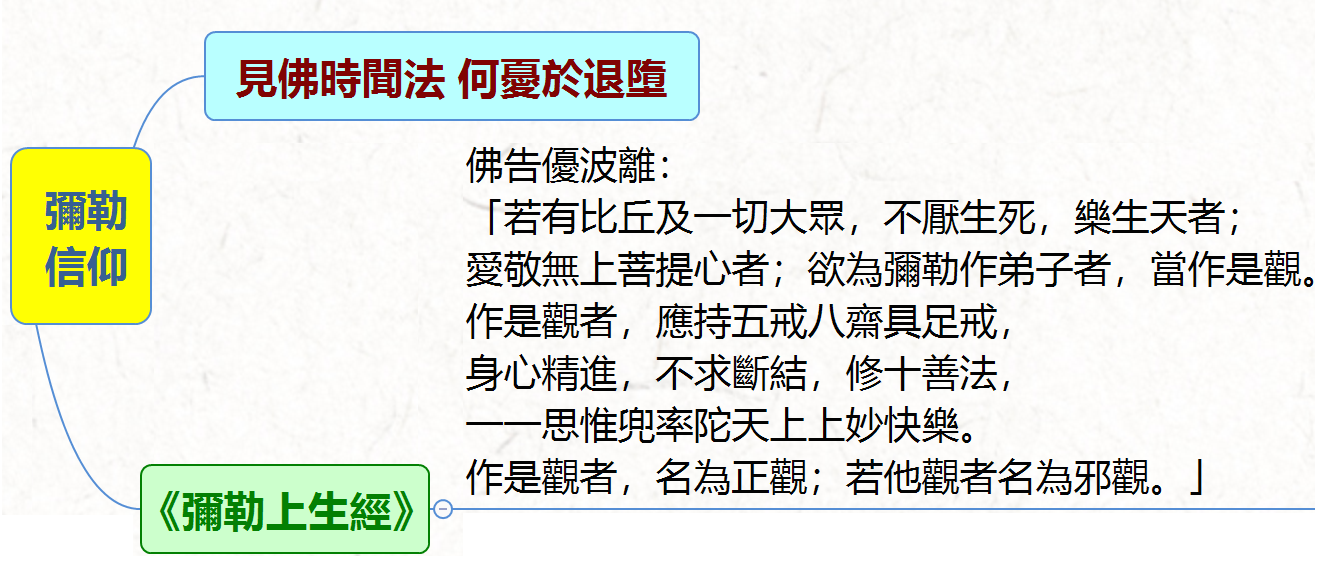 見佛時聞法 何憂於退墮
彌勒
信仰
佛告優波離：
「若有比丘及一切大眾，不厭生死，樂生天者；
愛敬無上菩提心者；欲為彌勒作弟子者，當作是觀。
作是觀者，應持五戒八齋具足戒，
身心精進，不求斷結，修十善法，
一一思惟兜率陀天上上妙快樂。
作是觀者，名為正觀；若他觀者名為邪觀。」
《彌勒上生經》